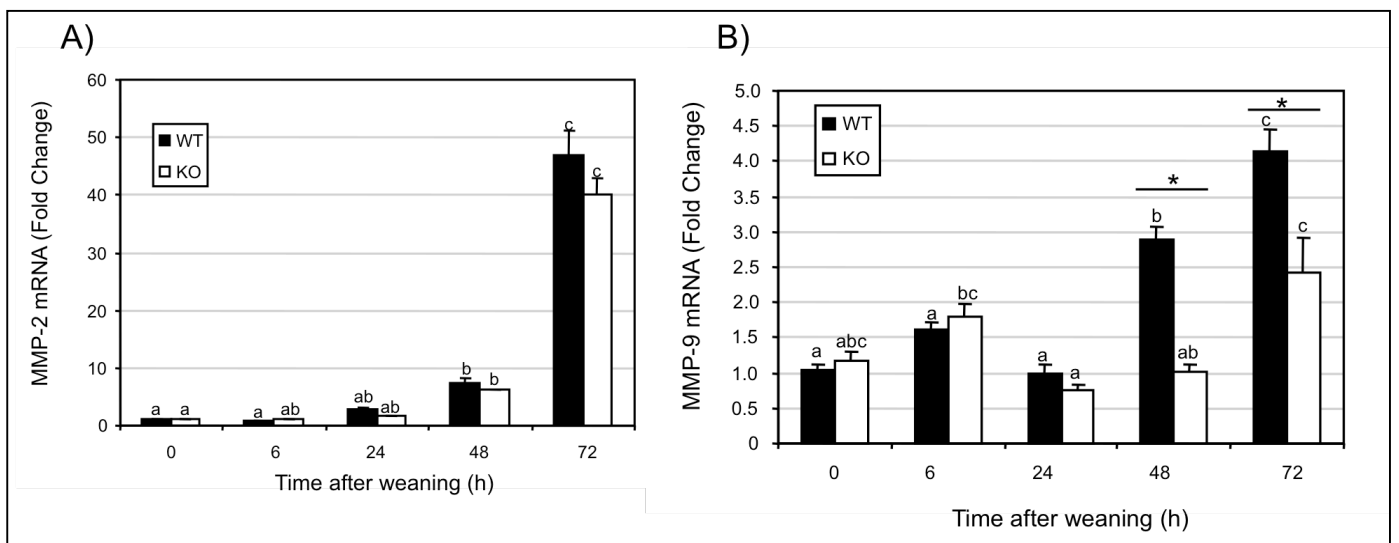 A)
MMP-2 mRNA (Fold Change)
60
50
40
30
20
10
0
WT
KO
a a a ab ab ab b b c c
0 6 24 48 72
Time after weaning (h)
B)
MMP-9 mRNA (Fold Change)
5.0
4.5
4.0
3.5
3.0
2.5
2.0
1.5
1.0
0.5
0
WT
KO
a abc a bc a a b ab c c
* *
0 6 24 48 72
Time after weaning (h)